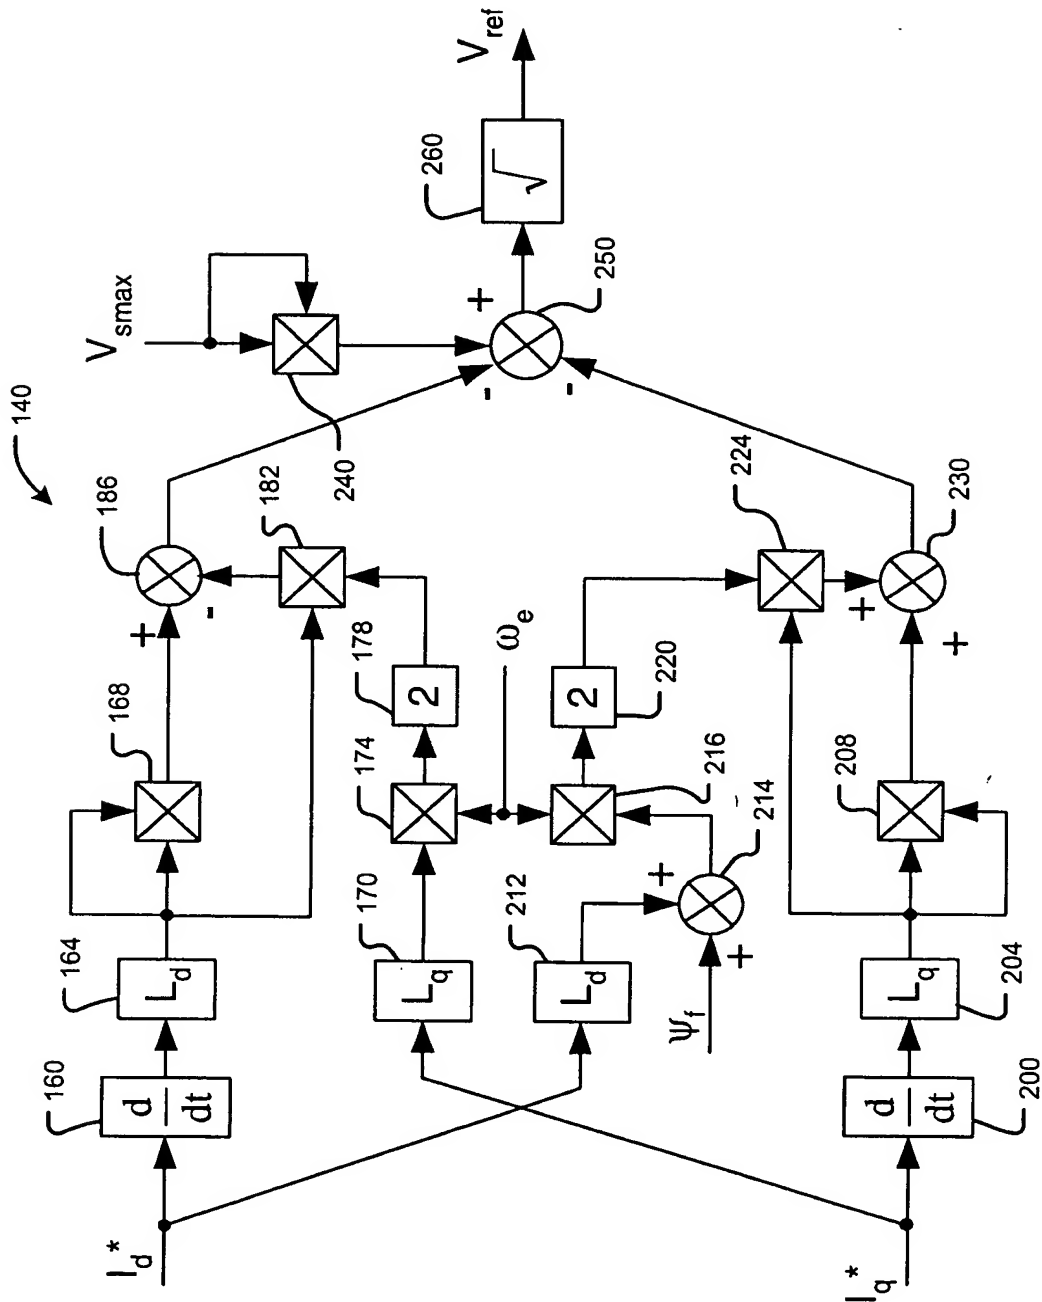 140
I_d*
160
d
dt
164
L_d
168
+
-
186
182
V_smax
240
+
-
-
250
260
√
V_ref
170
L_q
174
178
2
ω_e
212
L_d
216
220
2
ψ_f
+
+
214
I_q*
d
dt
200
L_q
204
208
224
+
+
230